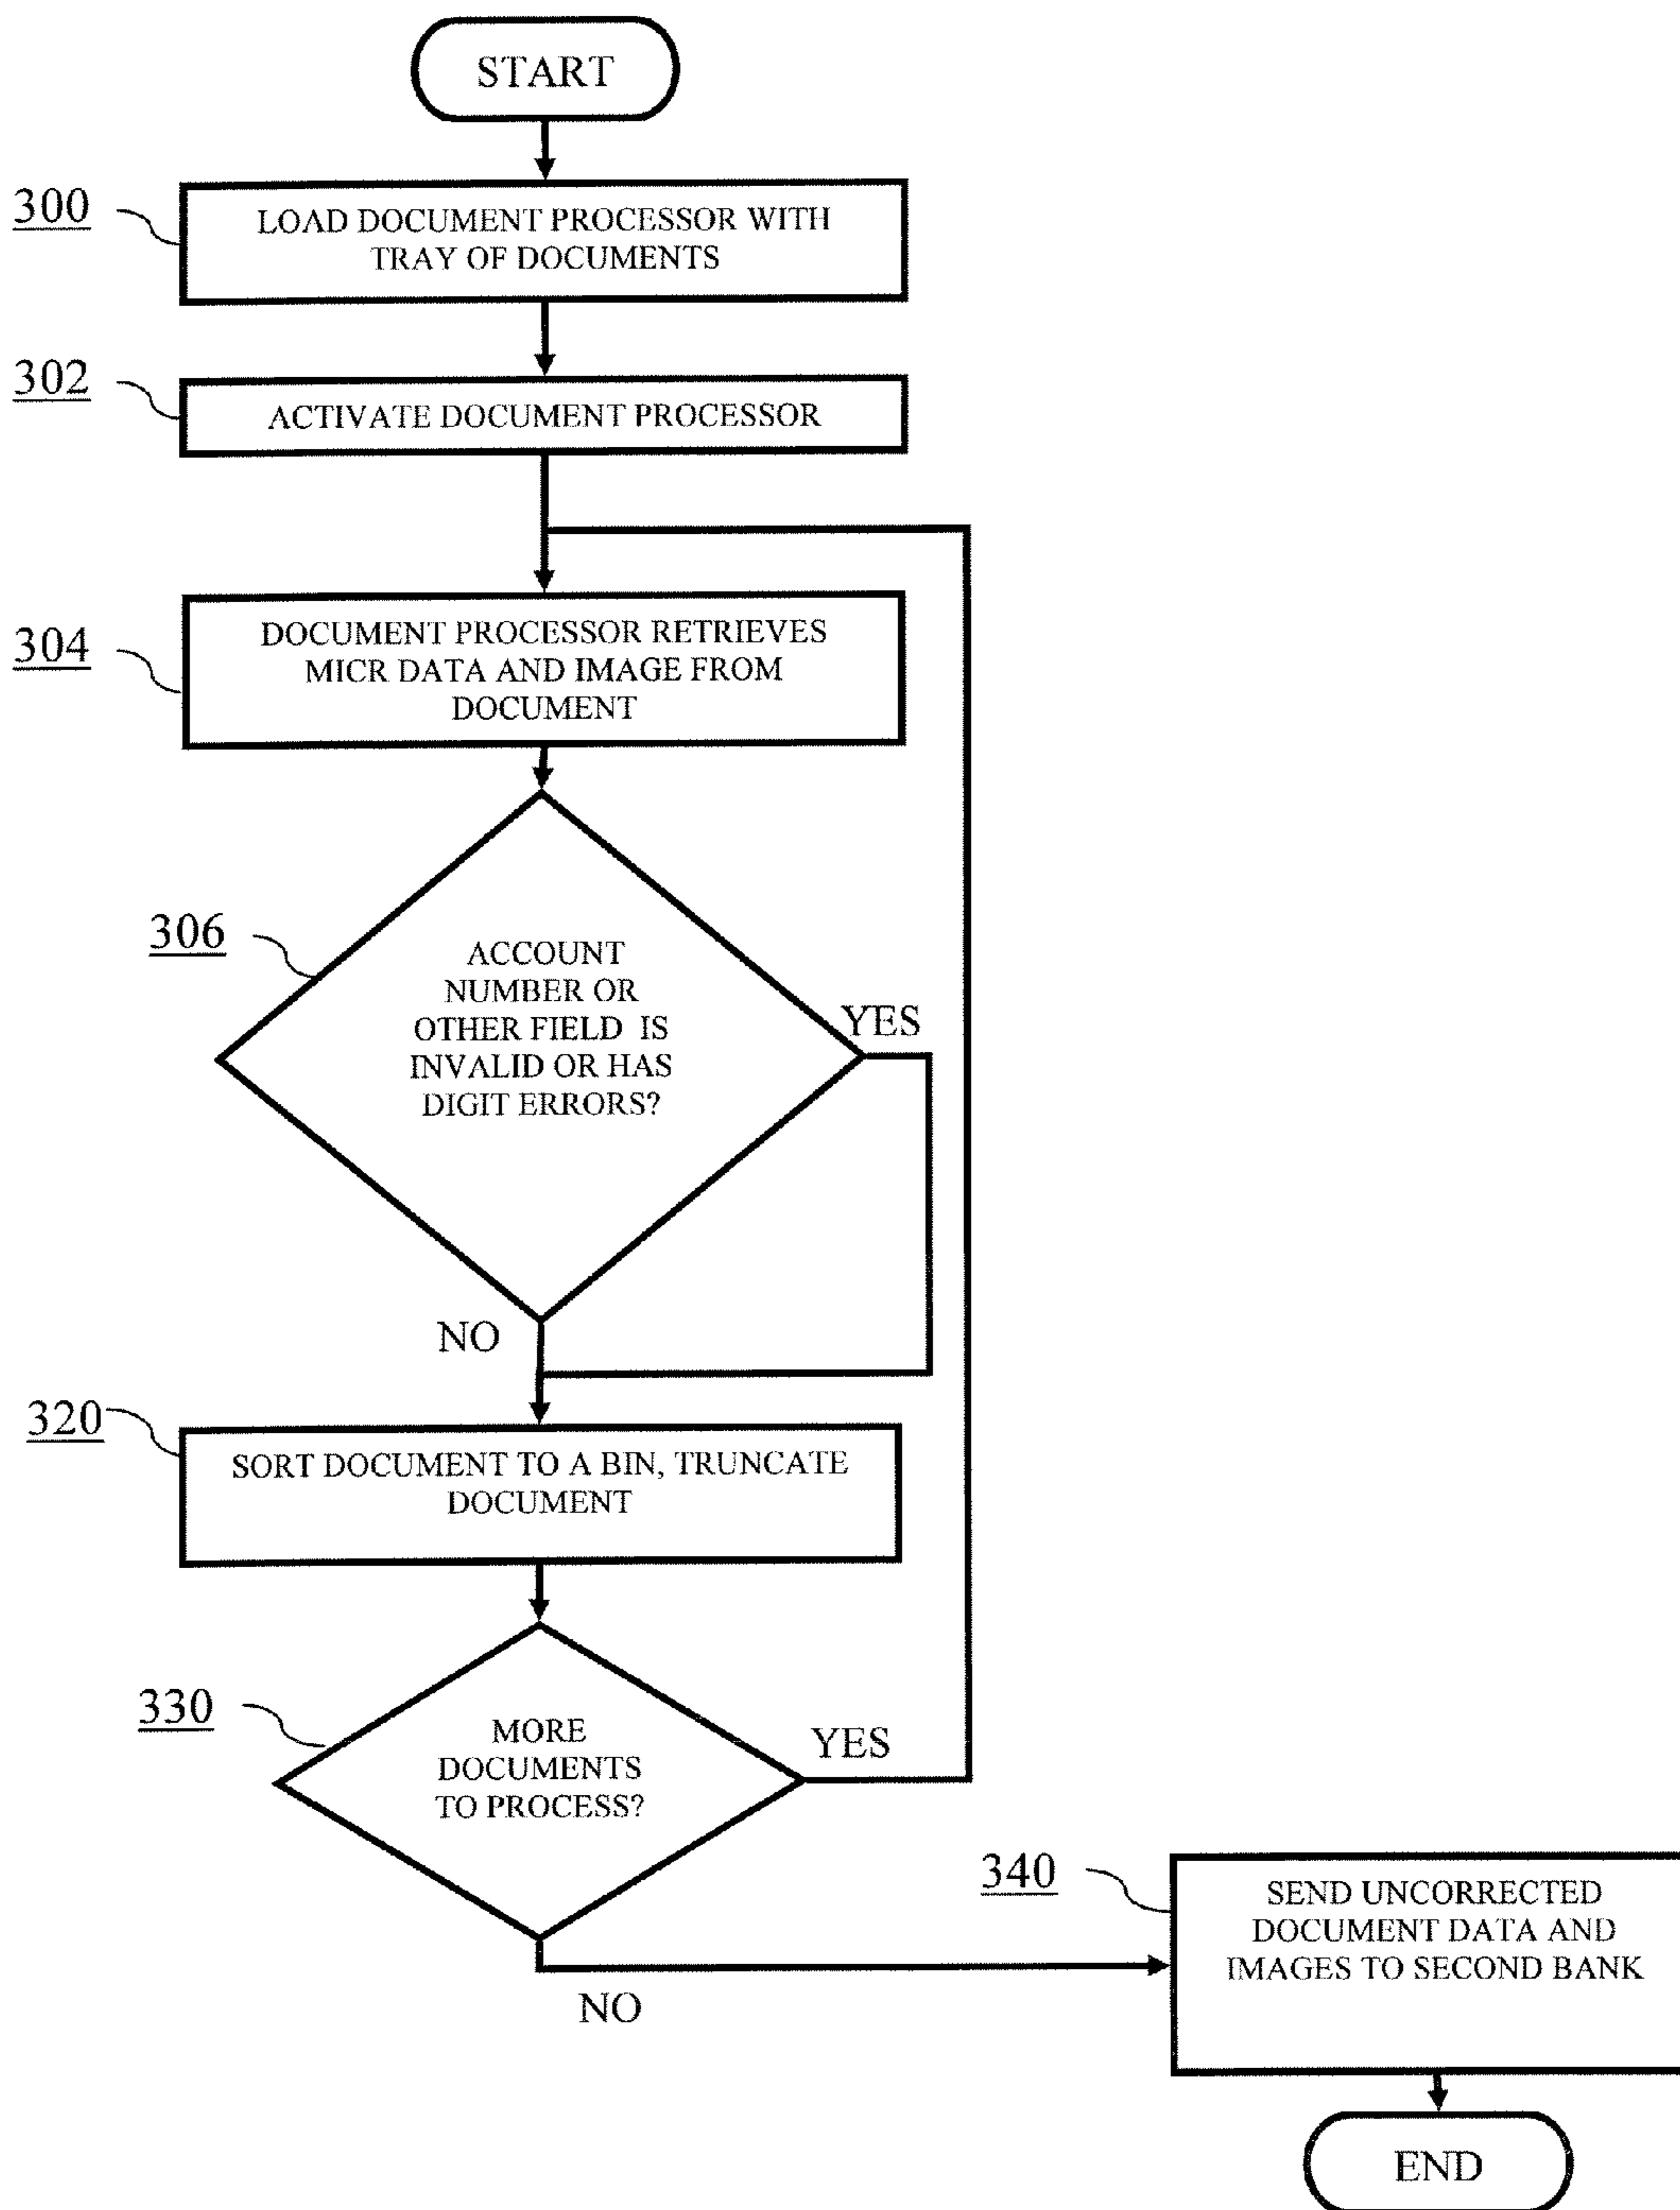 START
300
LOAD DOCUMENT PROCESSOR WITH
TRAY OF DOCUMENTS
302
ACTIVATE DOCUMENT PROCESSOR
304
DOCUMENT PROCESSOR RETRIEVES
MICR DATA AND IMAGE FROM
DOCUMENT
306
ACCOUNT
NUMBER OR
OTHER FIELD IS
INVALID OR HAS
DIGIT ERRORS?
YES
NO
320
SORT DOCUMENT TO A BIN, TRUNCATE
DOCUMENT
330
MORE
DOCUMENTS
TO PROCESS?
YES
NO
340
SEND UNCORRECTED
DOCUMENT DATA AND
IMAGES TO SECOND BANK
END